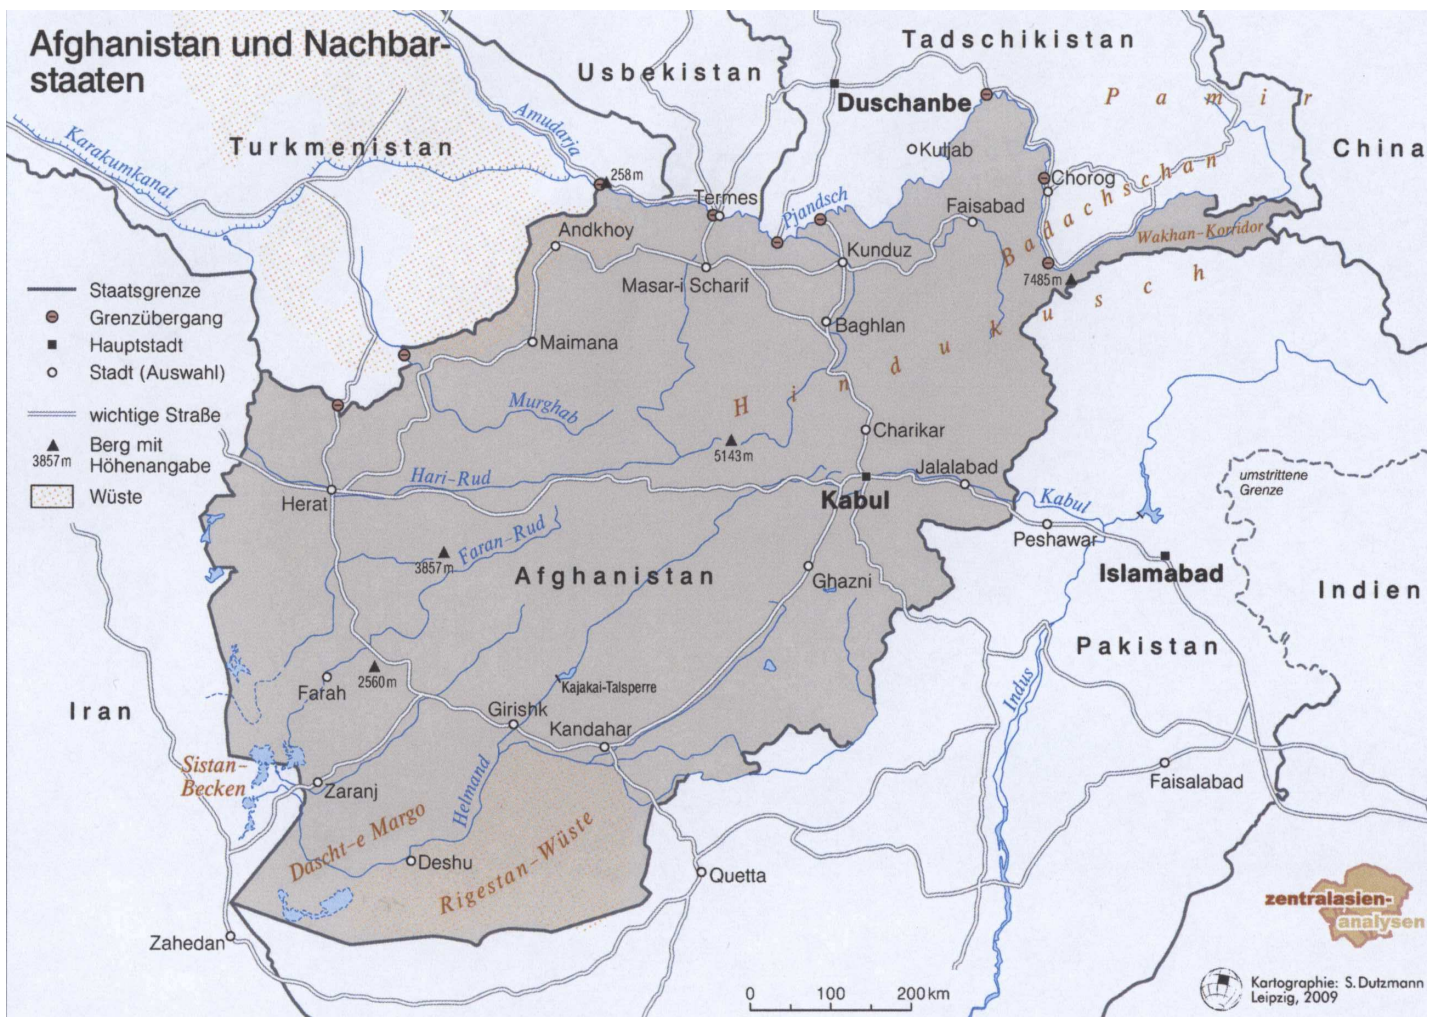 Afghanistan und Nachbar-
staaten
Usbekistan
Tadschikistan
Duschanbe
Pamir
China
Amudarja
Karakumkanal
Turkmenistan
Kuljab
258 m
Termes
Pjandsch
Chorog
Badachschan
Faisabad
Wakhan-Korridor
Andkhoy
Kunduz
Masar-i Scharif
7485 m
Hindukusch
Staatsgrenze
Grenzübergang
Hauptstadt
Stadt (Auswahl)
wichtige Straße
3857 m
Berg mit
Höhenangabe
Wüste
Baghlan
Maimana
Murghab
Charikar
5143 m
Hari-Rud
Jalalabad
Herat
Kabul
Kabul
umstrittene
Grenze
Peshawar
Faran-Rud
3857 m
Afghanistan
Ghazni
Islamabad
Indien
Pakistan
2560 m
Farah
Kajakai-Talsperre
Indus
Iran
Girishk
Kandahar
Sistan-
Becken
Zaranj
Helmand
Faisalabad
Dascht-e Margo
Deshu
Rigestan-Wüste
Quetta
Zahedan
zentralasien-
analysen
0 100 200 km
Kartographie: S. Dutzmann
Leipzig, 2009